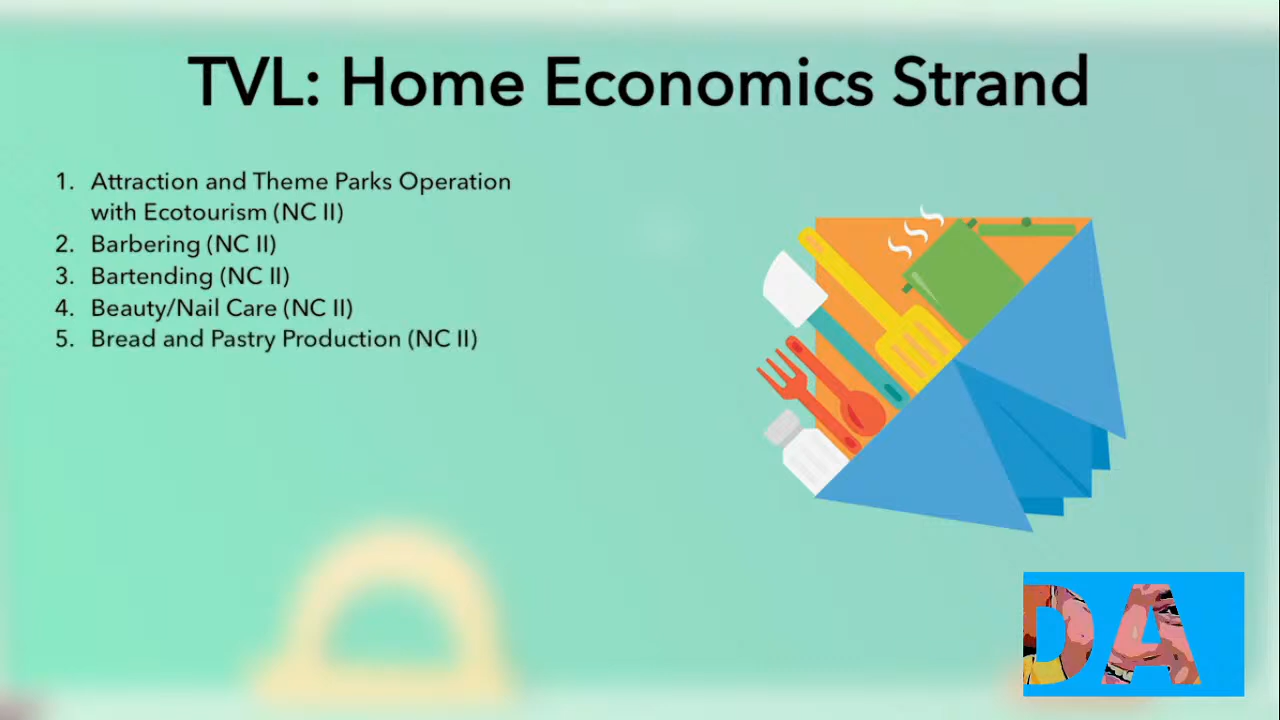 TVL: Home Economics Strand
1. Attraction and Theme Parks Operation
with Ecotourism (NC II)
2. Barbering (NC II)
3. Bartending (NC II)
4. Beauty/Nail Care (NC II)
5. Bread and Pastry Production (NC II)
DA